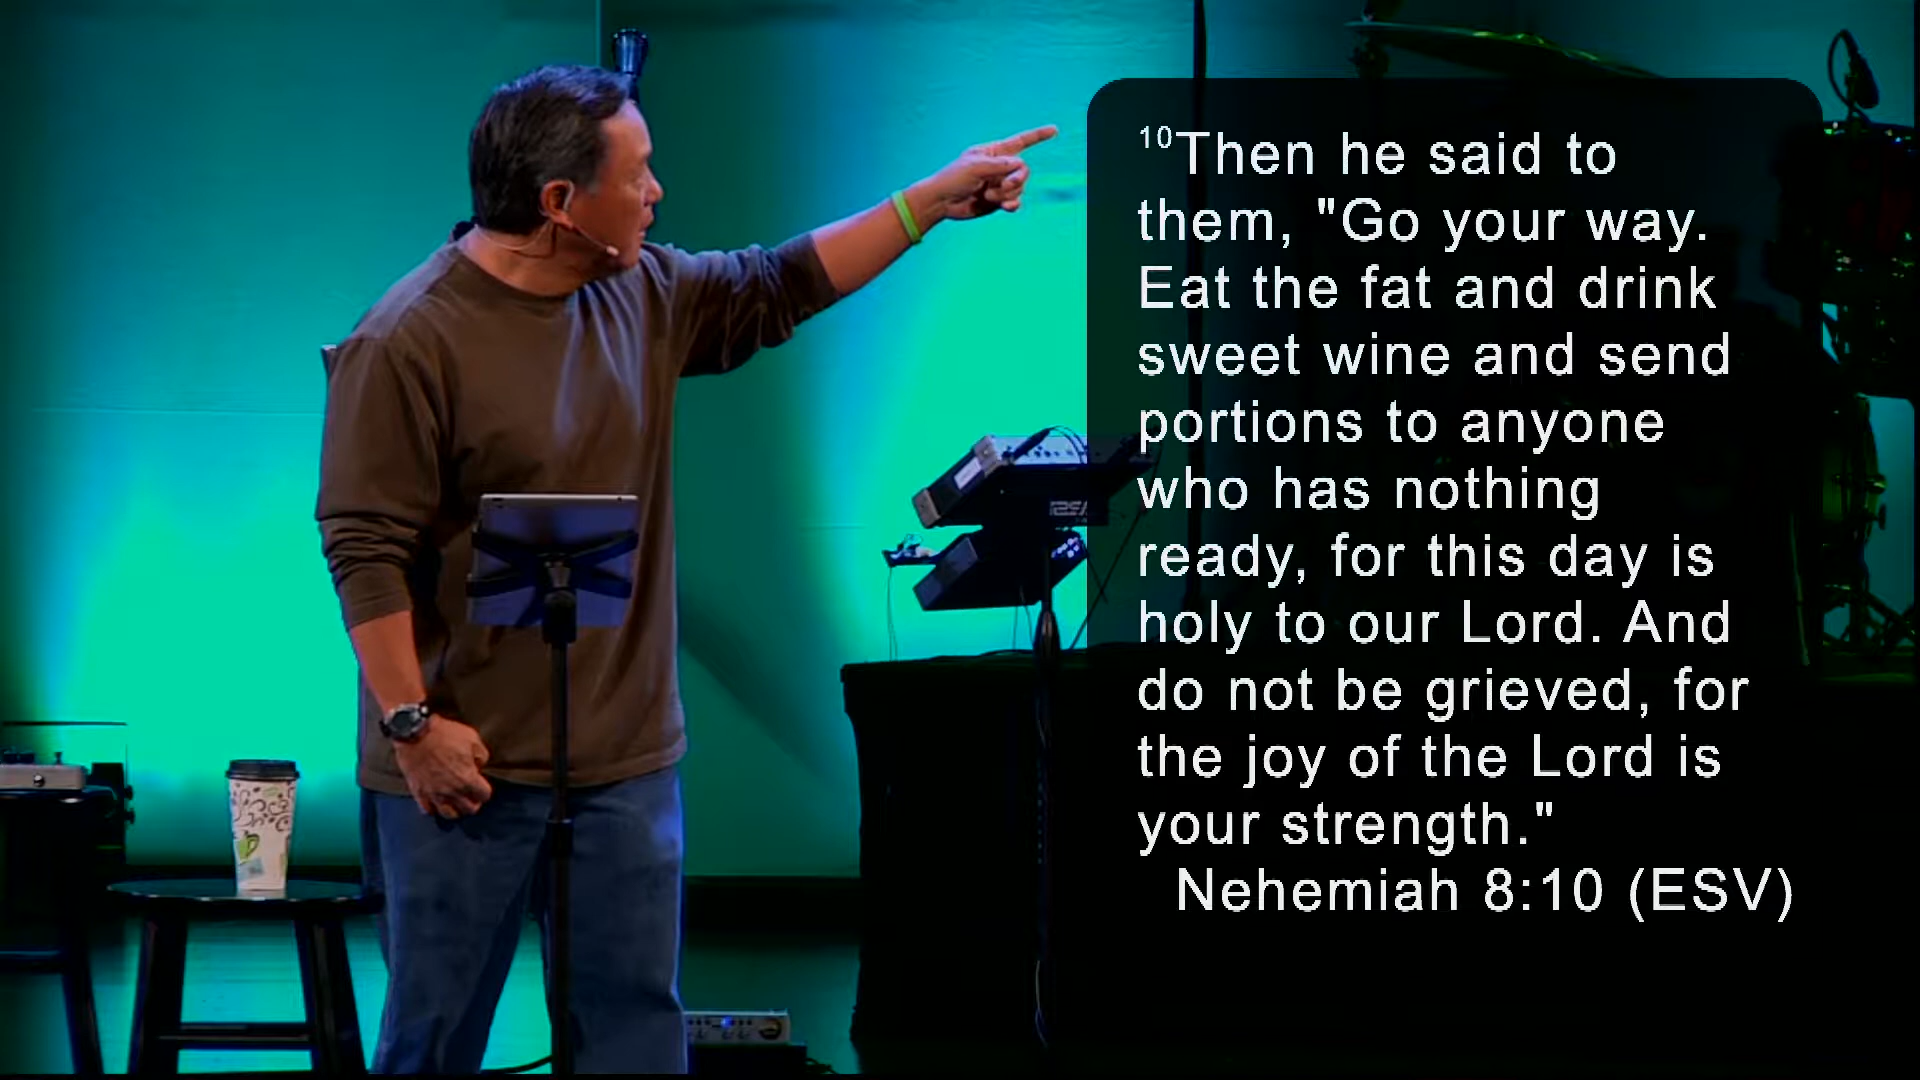 ¹⁰Then he said to
them, "Go your way.
Eat the fat and drink
sweet wine and send
portions to anyone
who has nothing
ready, for this day is
holy to our Lord. And
do not be grieved, for
the joy of the Lord is
your strength."
Nehemiah 8:10 (ESV)